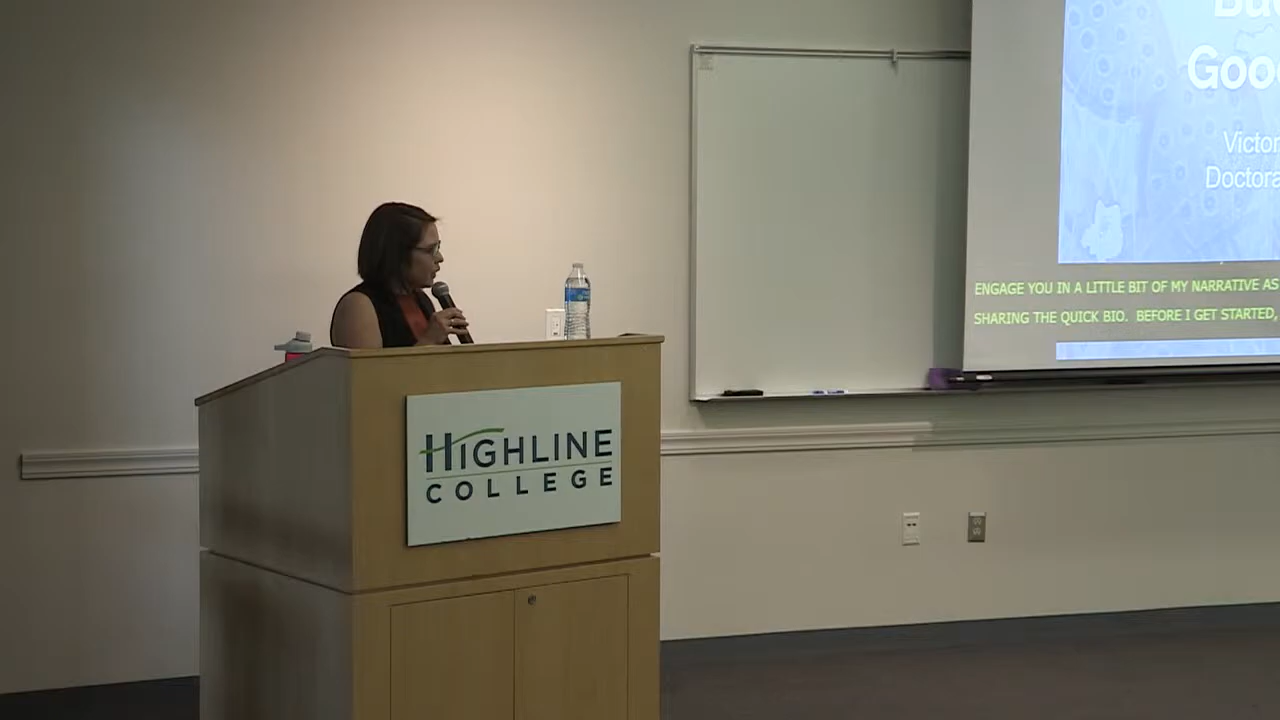 Goo
Victor
Doctora
ENGAGE YOU IN A LITTLE BIT OF MY NARRATIVE AS
SHARING THE QUICK BIO. BEFORE I GET STARTED,
HIGHLINE
COLLEGE